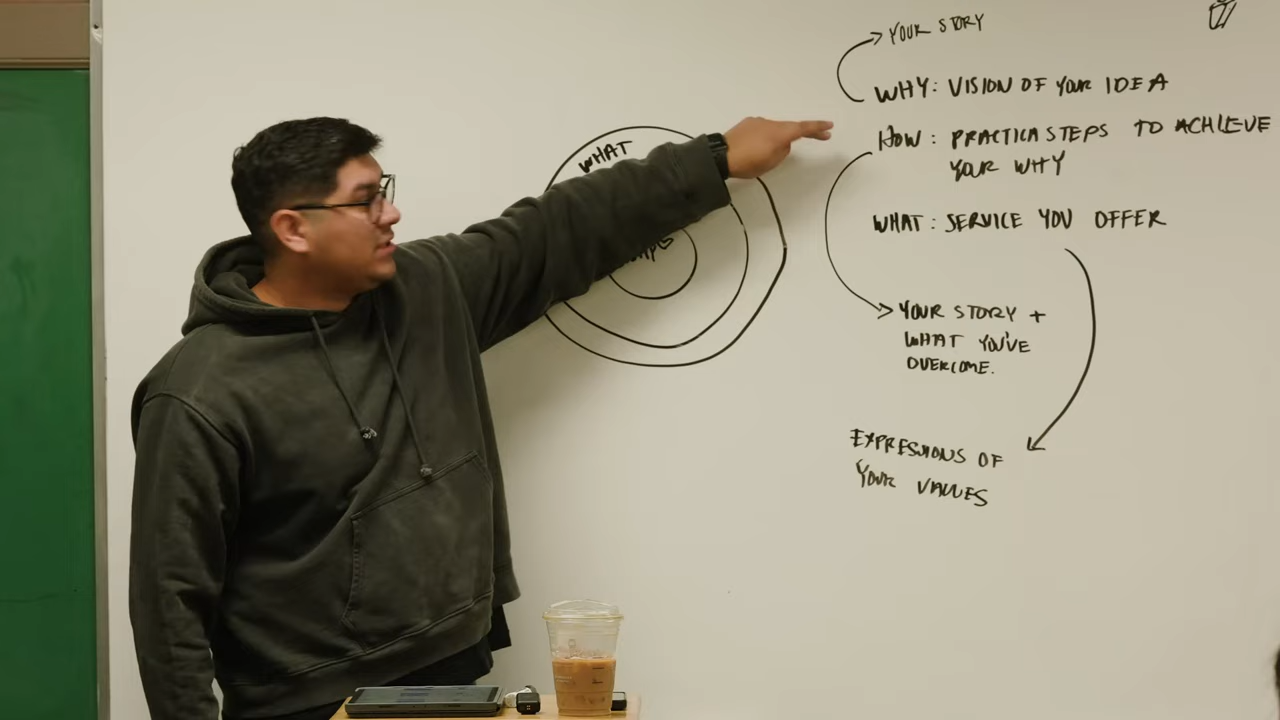 WHAT
YOUR STORY
WHY: VISION OF YOUR IDEA
HOW: PRACTICA STEPS TO ACHIEVE
YOUR WHY
WHAT: SERVICE YOU OFFER
YOUR STORY +
WHAT YOU'VE
OVERCOME.
EXPRESSIONS OF
YOUR VALUES